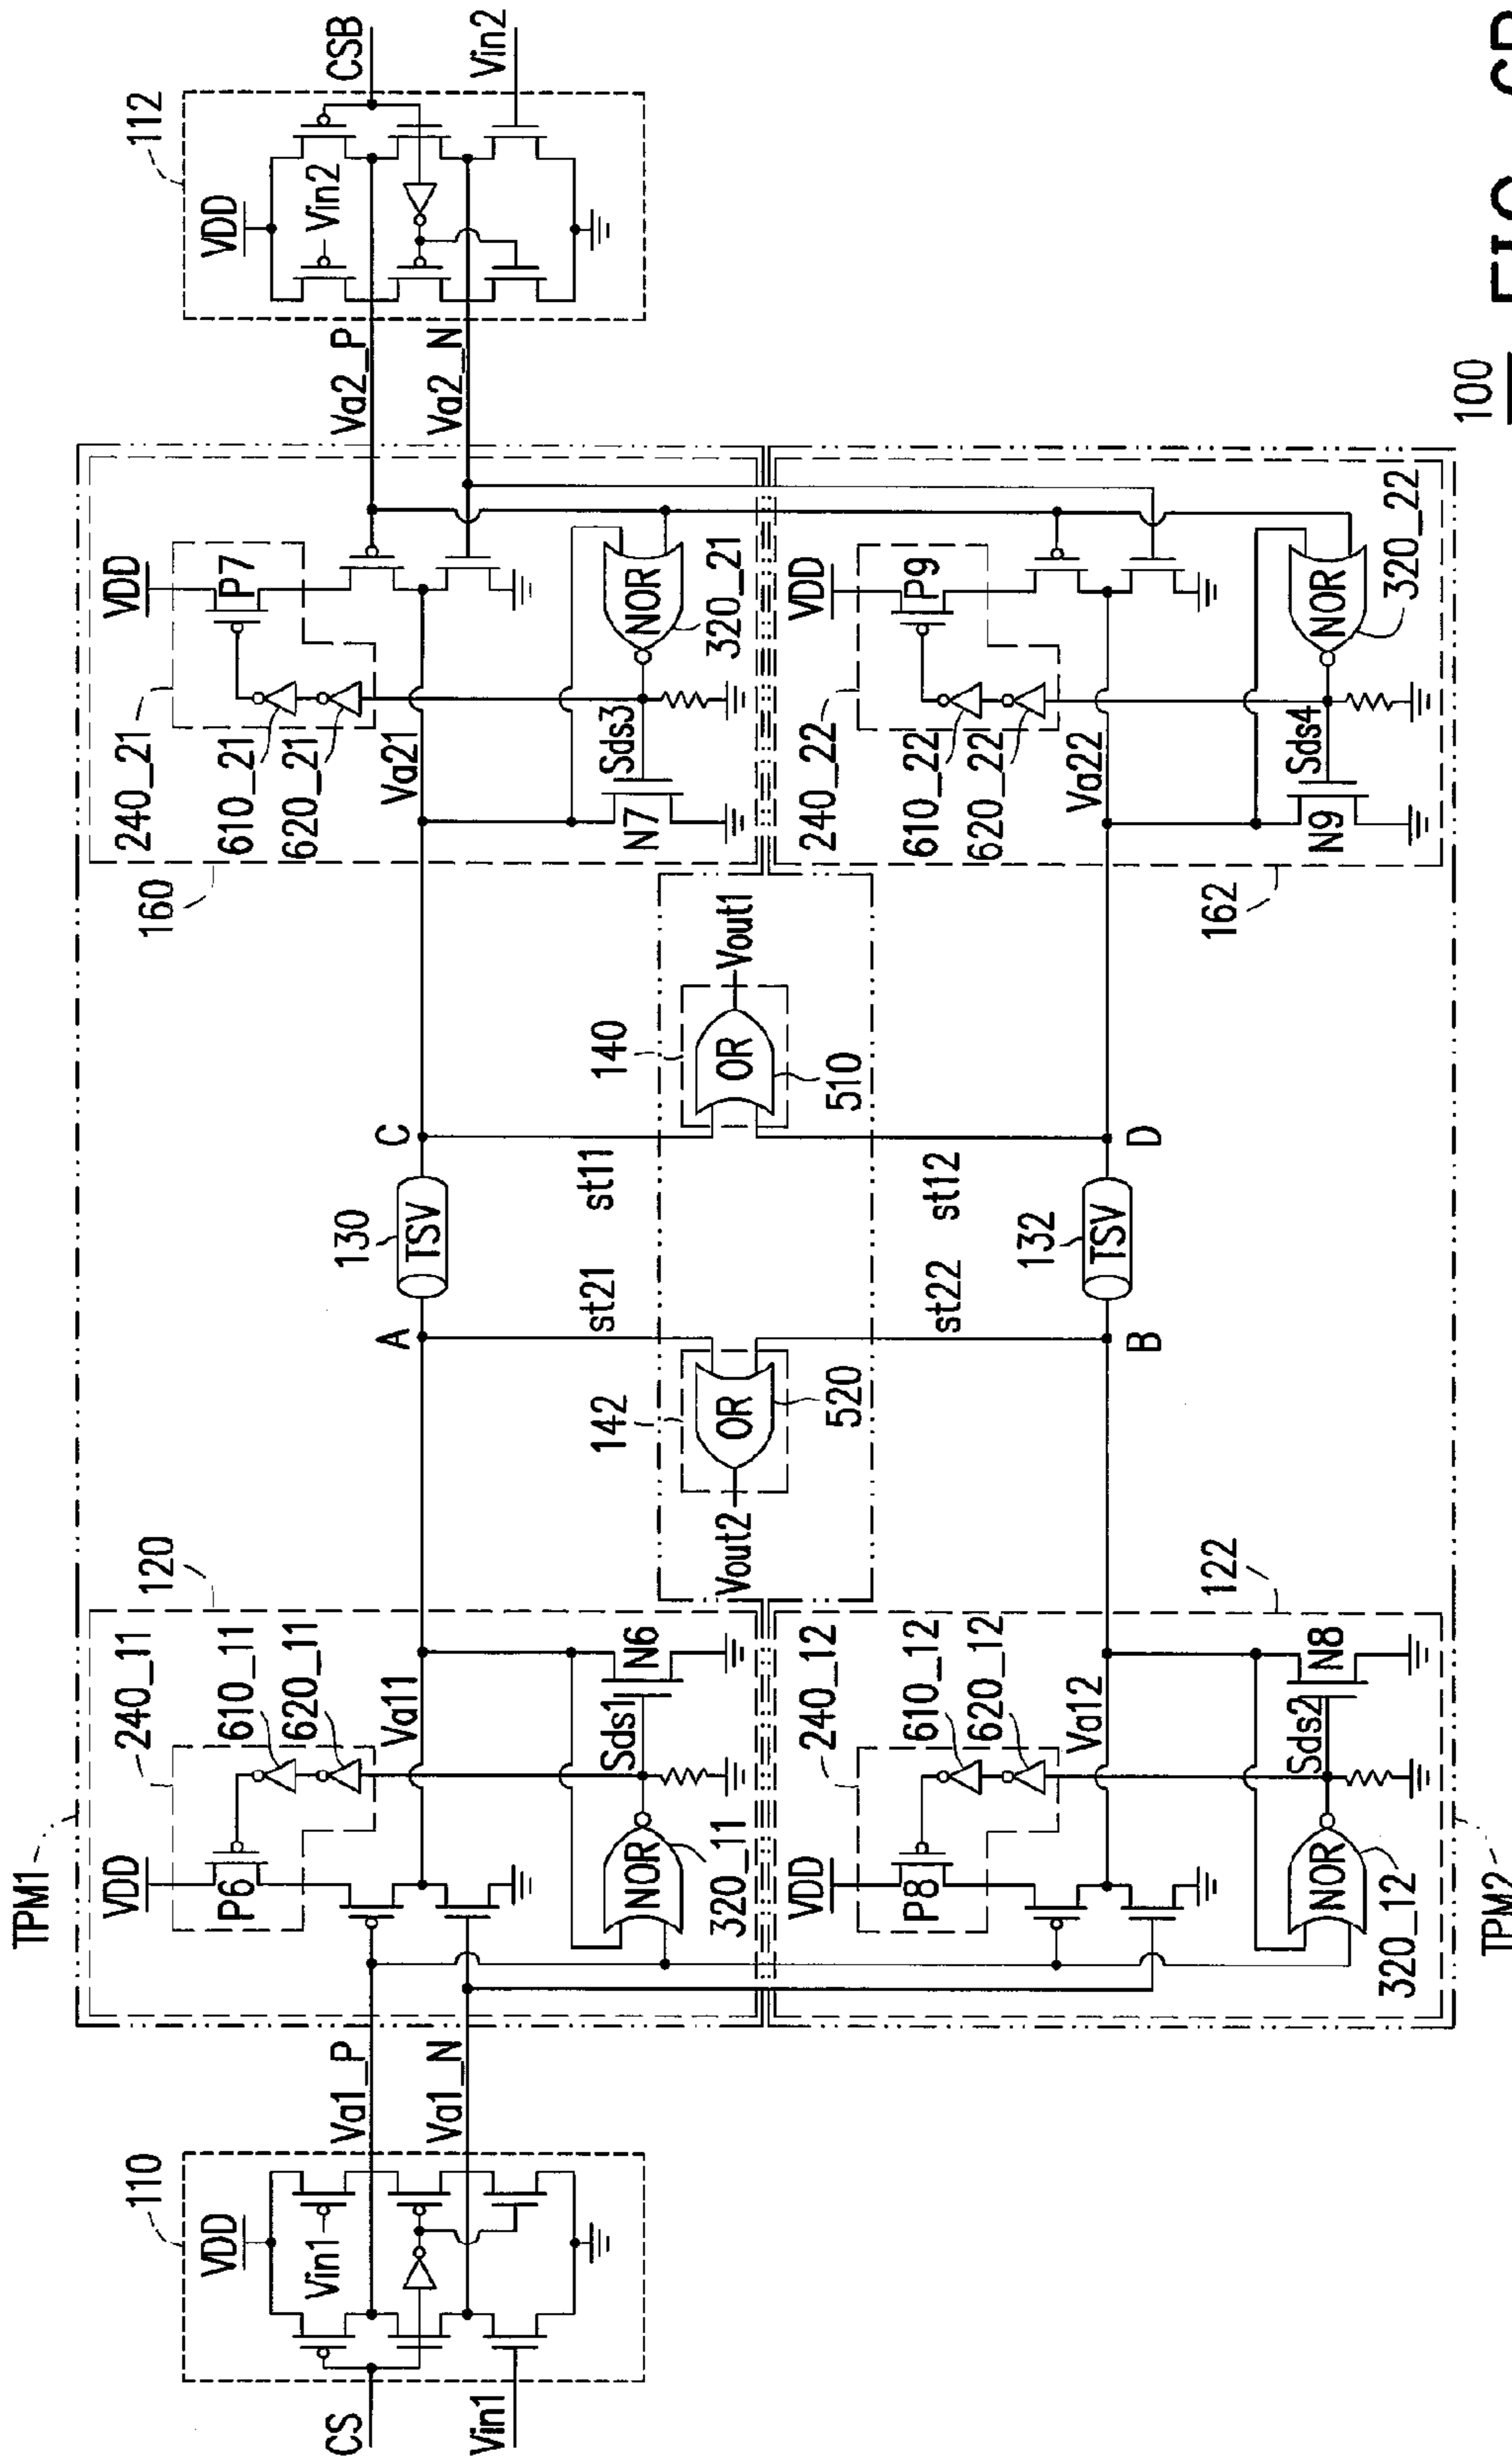 TPM1
110
VDD
Vin1
CS
Vin1
Va1_P
Va1_N
120
240_11
VDD
P6
610_11
620_11
Va11
Sds1
N6
NOR
320_11
122
240_12
VDD
P8
610_12
620_12
Va12
Sds2
N8
NOR
320_12
TPM2
A
130
TSV
C
st21
st11
142
OR
520
Vout2
140
OR
510
Vout1
st22
st12
B
132
TSV
D
160
240_21
VDD
P7
610_21
620_21
Va21
Sds3
N7
NOR
320_21
162
240_22
VDD
P9
610_22
620_22
Va22
Sds4
N9
NOR
320_22
Va2_P
Va2_N
112
VDD
Vin2
CSB
Vin2
100